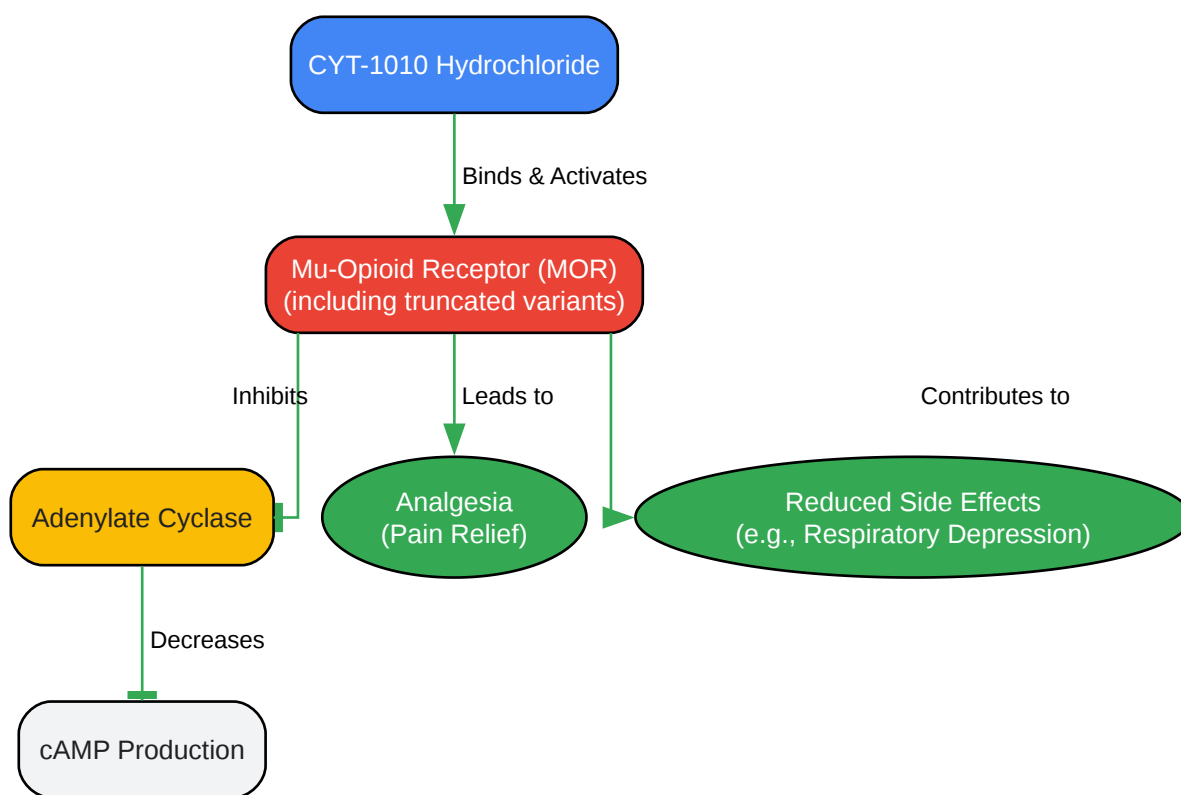 CYT-1010 Hydrochloride
Binds & Activates
Mu-Opioid Receptor (MOR)
(including truncated variants)
Inhibits
Leads to
Contributes to
Adenylate Cyclase
Analgesia
(Pain Relief)
Reduced Side Effects
(e.g., Respiratory Depression)
Decreases
cAMP Production